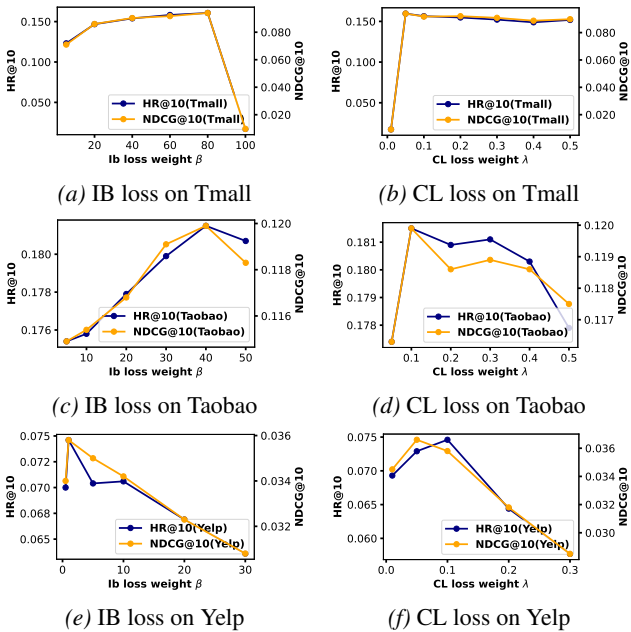 0.150
0.100
0.050
HR@10
0.080
0.060
0.040
0.020
NDCG@10
HR@10(Tmall)
NDCG@10(Tmall)
20 40 60 80 100
Ib loss weight β
(a) IB loss on Tmall
0.150
0.100
0.050
HR@10
0.080
0.060
0.040
0.020
NDCG@10
HR@10(Tmall)
NDCG@10(Tmall)
0.0 0.1 0.2 0.3 0.4 0.5
CL loss weight λ
(b) CL loss on Tmall
0.180
0.178
0.176
HR@10
0.120
0.118
0.116
NDCG@10
HR@10(Taobao)
NDCG@10(Taobao)
10 20 30 40 50
Ib loss weight β
(c) IB loss on Taobao
0.181
0.180
0.179
0.178
HR@10
0.120
0.119
0.118
0.117
NDCG@10
HR@10(Taobao)
NDCG@10(Taobao)
0.1 0.2 0.3 0.4 0.5
CL loss weight λ
(d) CL loss on Taobao
0.075
0.073
0.070
0.068
0.065
HR@10
0.036
0.034
0.032
NDCG@10
HR@10(Yelp)
NDCG@10(Yelp)
0 10 20 30
Ib loss weight β
(e) IB loss on Yelp
0.075
0.070
0.065
0.060
HR@10
0.036
0.034
0.032
0.030
NDCG@10
HR@10(Yelp)
NDCG@10(Yelp)
0.0 0.1 0.2 0.3
CL loss weight λ
(f) CL loss on Yelp